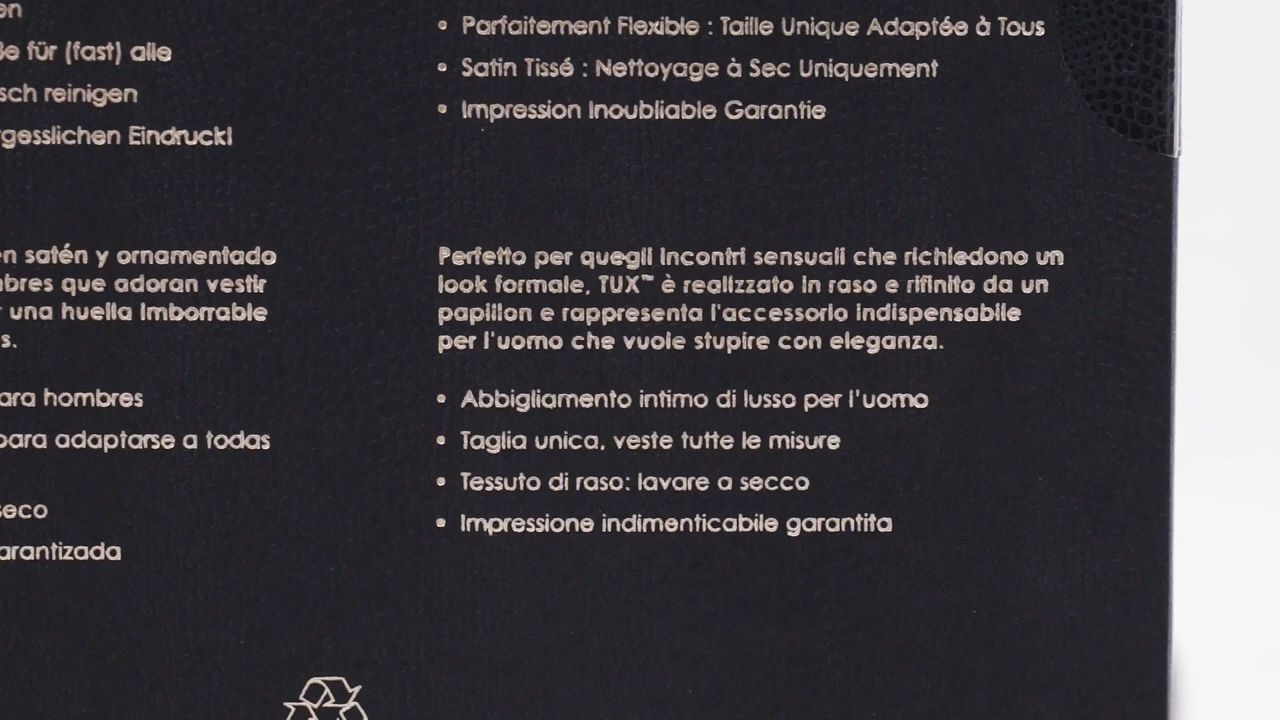 en
ße für (fast) alle
sch reinigen
gesslichen Eindruck!
• Parfaitement Flexible : Taille Unique Adaptée à Tous
• Satin Tissé : Nettoyage à Sec Uniquement
• Impression Inoubliable Garantie
en satén y ornamentado
bres que adoran vestir
una huella imborrable
s.
ara hombres
para adaptarse a todas
seco
arantizada
Perfetto per quegli incontri sensuali che richiedono un
look formale, TUX™ è realizzato in raso e rifinito da un
papillon e rappresenta l'accessorio indispensabile
per l'uomo che vuole stupire con eleganza.
• Abbigliamento intimo di lusso per l'uomo
• Taglia unica, veste tutte le misure
• Tessuto di raso: lavare a secco
• Impressione indimenticabile garantita